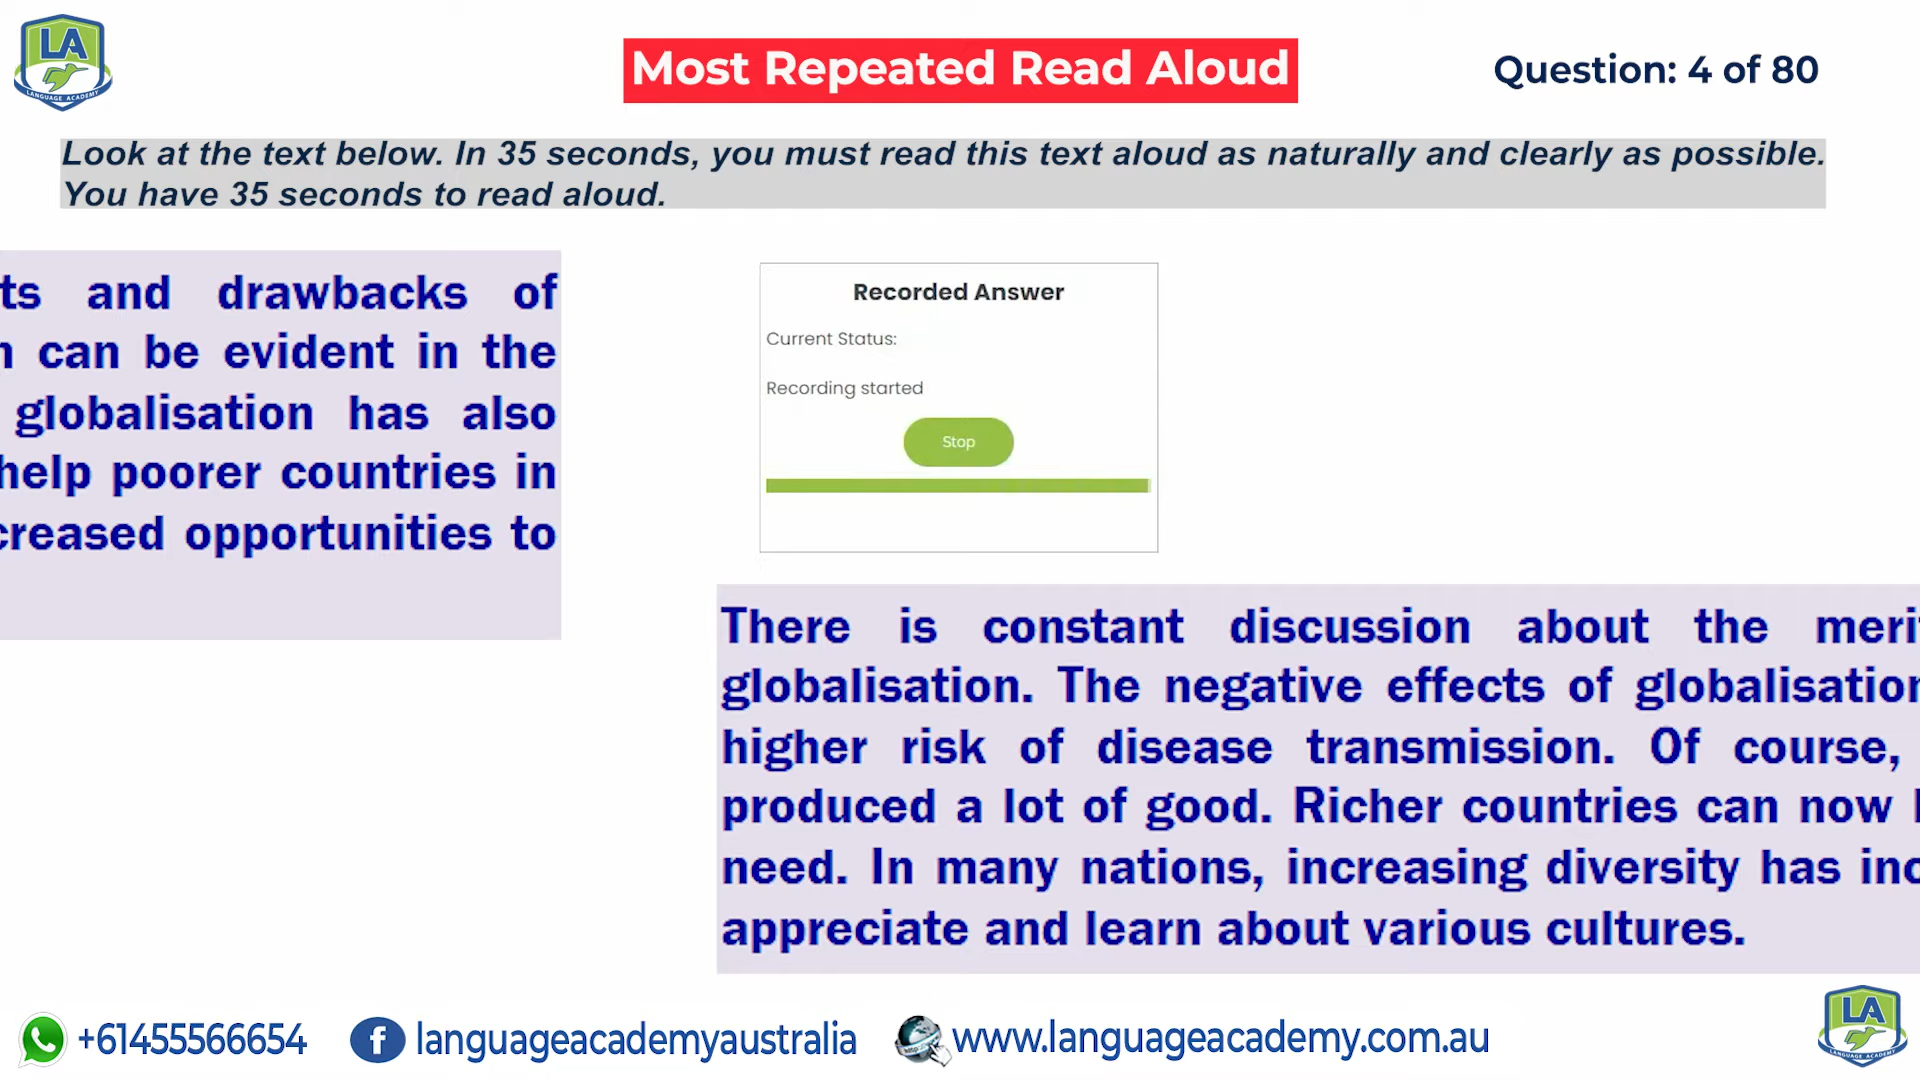 LA
LANGUAGE ACADEMY
Most Repeated Read Aloud
Question: 4 of 80
Look at the text below. In 35 seconds, you must read this text aloud as naturally and clearly as possible.
You have 35 seconds to read aloud.
ts and drawbacks of
n can be evident in the
globalisation has also
help poorer countries in
creased opportunities to
Recorded Answer
Current Status:
Recording started
Stop
There is constant discussion about the meri
globalisation. The negative effects of globalisation
higher risk of disease transmission. Of course,
produced a lot of good. Richer countries can now
need. In many nations, increasing diversity has inc
appreciate and learn about various cultures.
+61455566654
languageacademyaustralia
www.languageacademy.com.au
LA
LANGUAGE ACADEMY